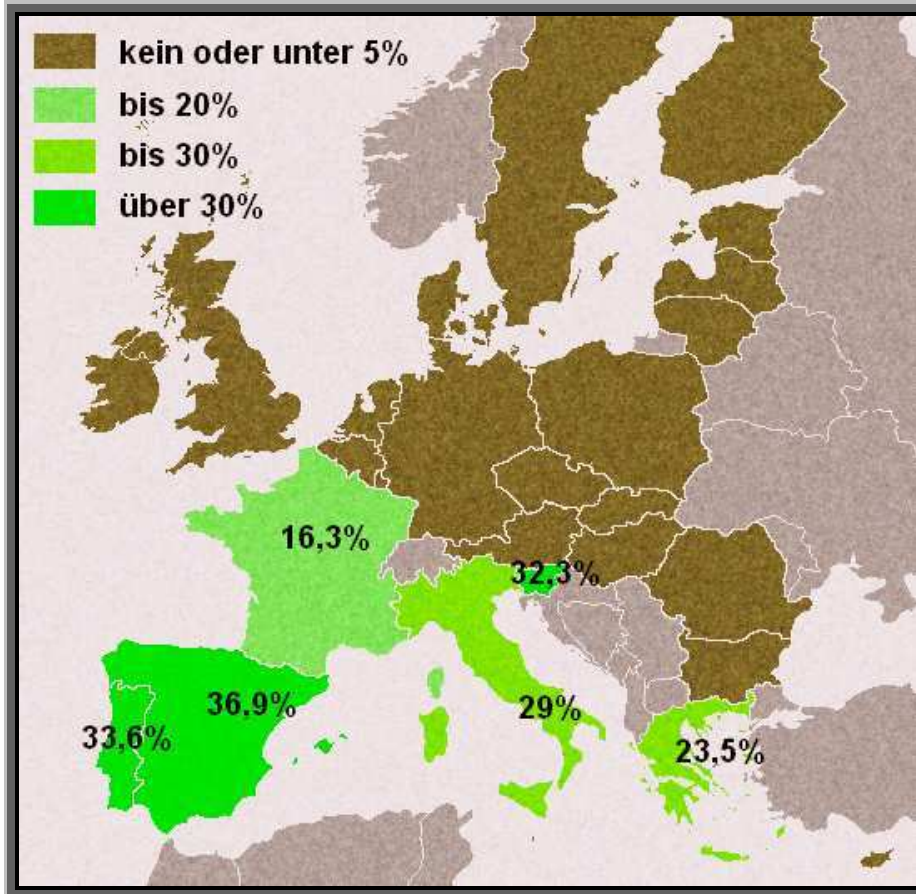 kein oder unter 5%
bis 20%
bis 30%
über 30%
16,3%
32,3%
36,9%
29%
33,6%
23,5%